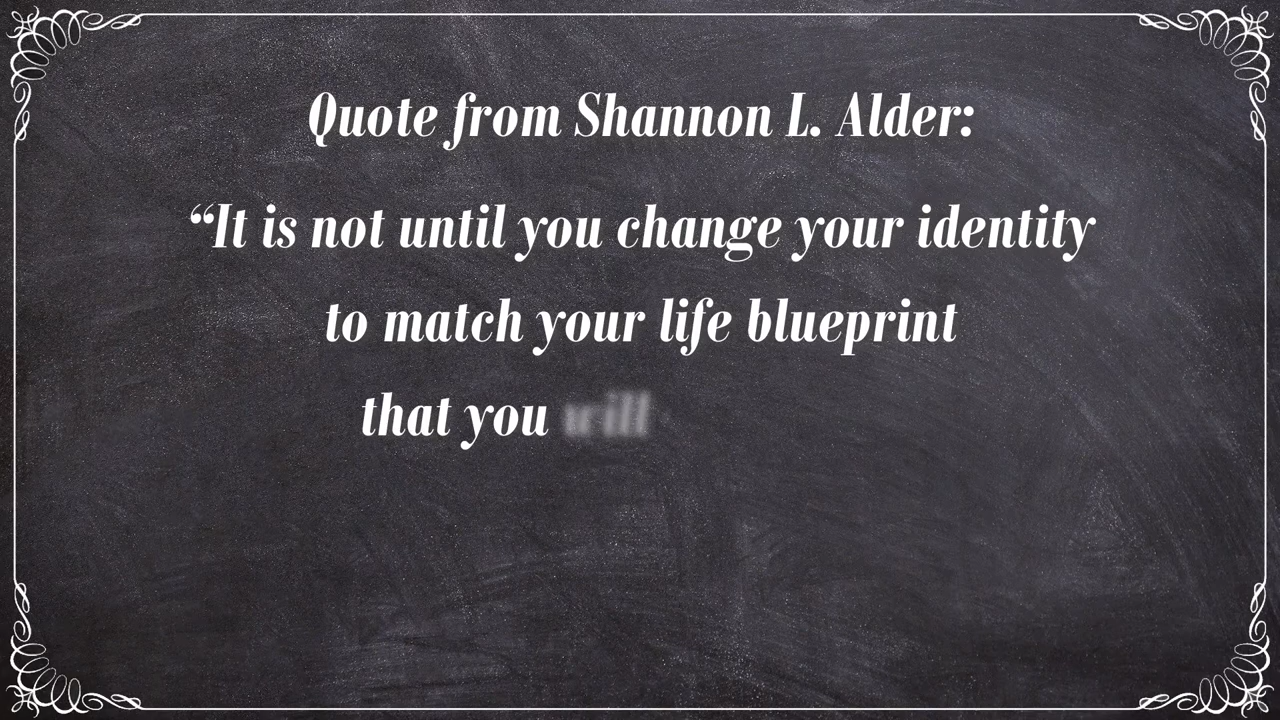 Quote from Shannon L. Alder:
“It is not until you change your identity
to match your life blueprint
that you will